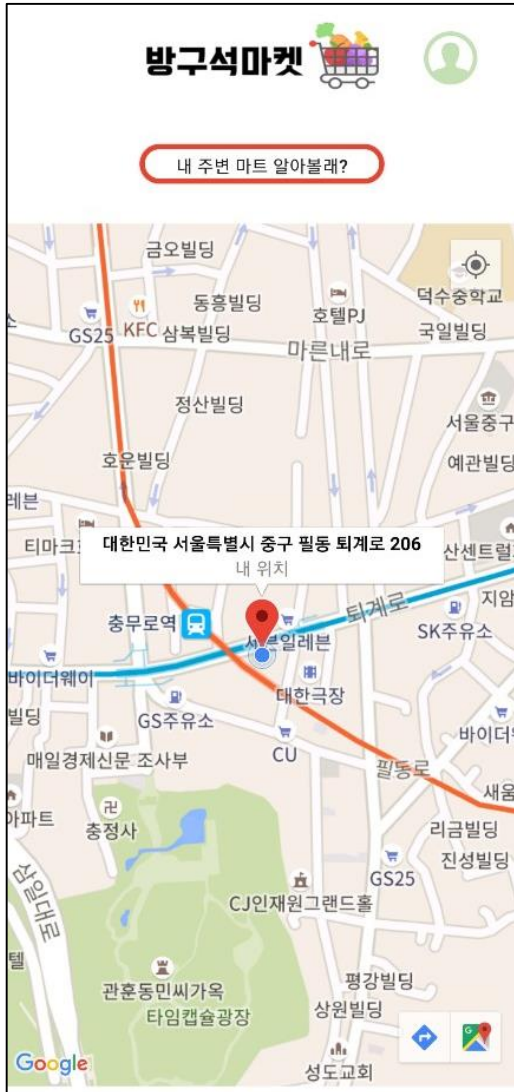 방구석마켓
내 주변 마트 알아볼래?
금오빌딩
덕수중학교
동흥빌딩
호텔PJ
GS25
KFC
삼복빌딩
국일빌딩
마른내로
정산빌딩
서울중구
호운빌딩
예관빌딩
레븐
대한민국 서울특별시 중구 필동 퇴계로 206
내 위치
티마크호
산센트럴
퇴계로
지암
충무로역
세븐일레븐
SK주유소
바이더웨이
대한극장
빌딩
GS주유소
바이더위
CU
매일경제신문 조사부
필동로
새움
아파트
충정사
리금빌딩
진성빌딩
GS25
삼일대로
CJ인재원그랜드홀
텔
평강빌딩
관훈동민씨가옥
상원빌딩
타임캡슐광장
Google
성도교회